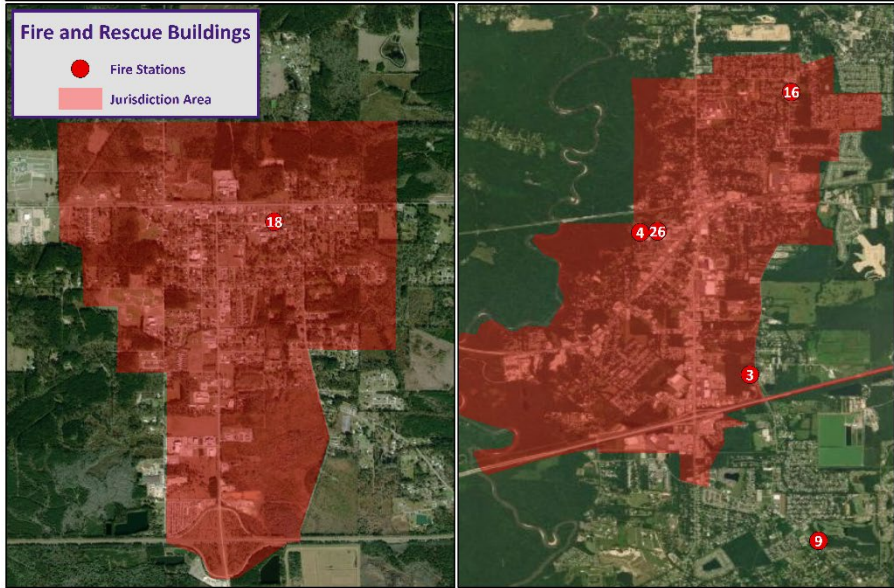 Fire and Rescue Buildings
Fire Stations
Jurisdiction Area
18
16
4 26
3
9